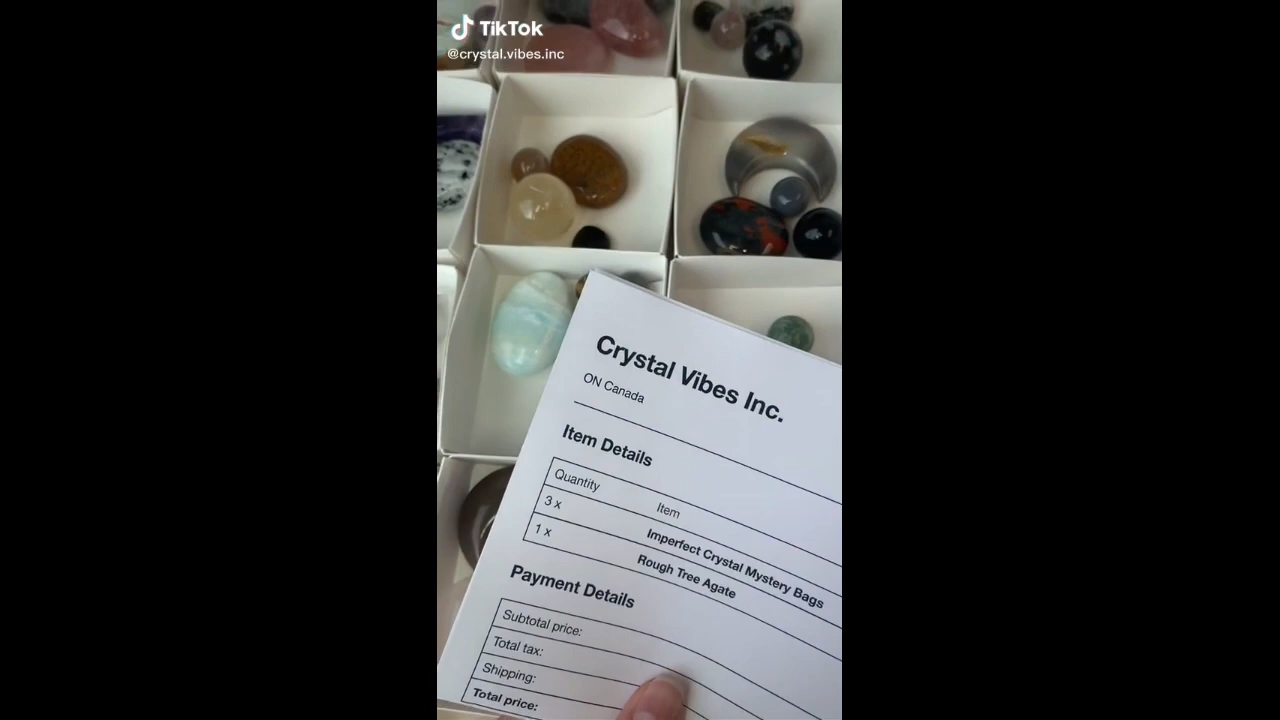 TikTok
@crystal.vibes.inc
Crystal Vibes Inc.
ON Canada
Item Details
Quantity Item
3 x Imperfect Crystal Mystery Bags
1 x Rough Tree Agate
Payment Details
Subtotal price:
Total tax:
Shipping:
Total price: